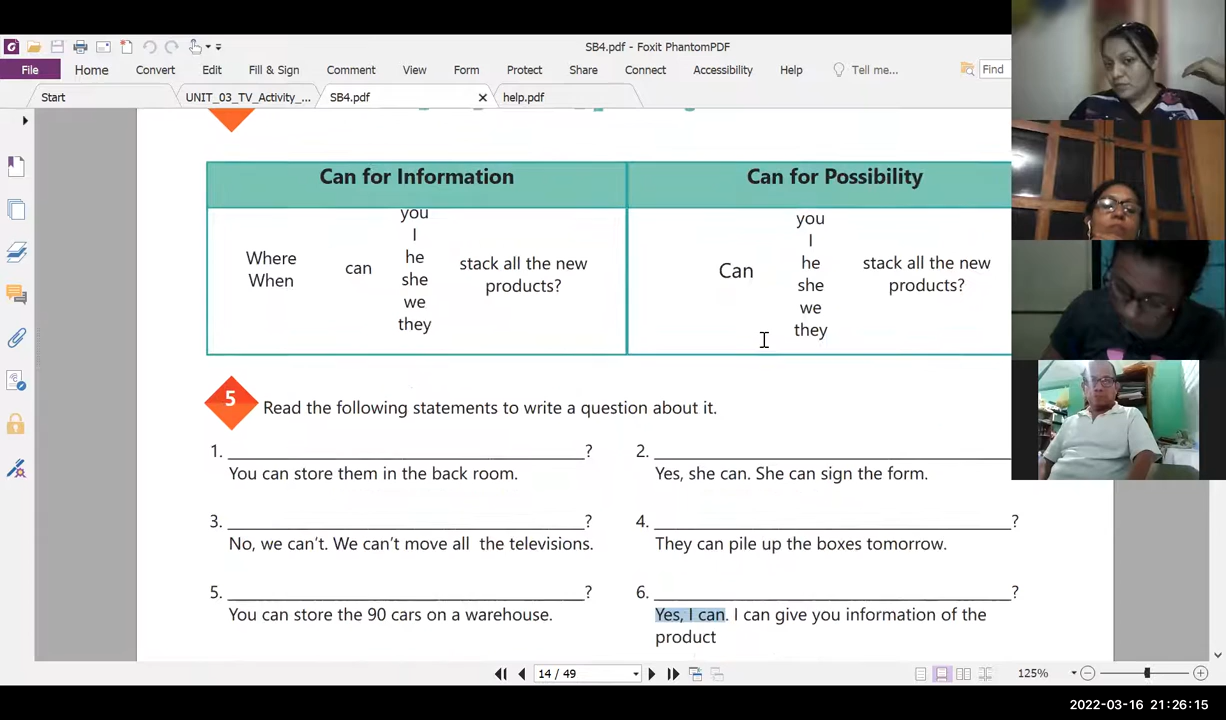 SB4.pdf - Foxit PhantomPDF
File Home Convert Edit Fill & Sign Comment View Form Protect Share Connect Accessibility Help Tell me... Find
Start UNIT_03_TV_Activity_... SB4.pdf help.pdf
Can for Information Can for Possibility
Where
When
can
you
I
he
she
we
they
stack all the new
products?
Can
you
I
he
she
we
they
stack all the new
products?
5 Read the following statements to write a question about it.
1. ________________________________________?
You can store them in the back room.
2. ________________________________________
Yes, she can. She can sign the form.
3. ________________________________________?
No, we can't. We can't move all the televisions.
4. ________________________________________?
They can pile up the boxes tomorrow.
5. ________________________________________?
You can store the 90 cars on a warehouse.
6. ________________________________________?
Yes, I can. I can give you information of the
product
14 / 49 125%
2022-03-16 21:26:15